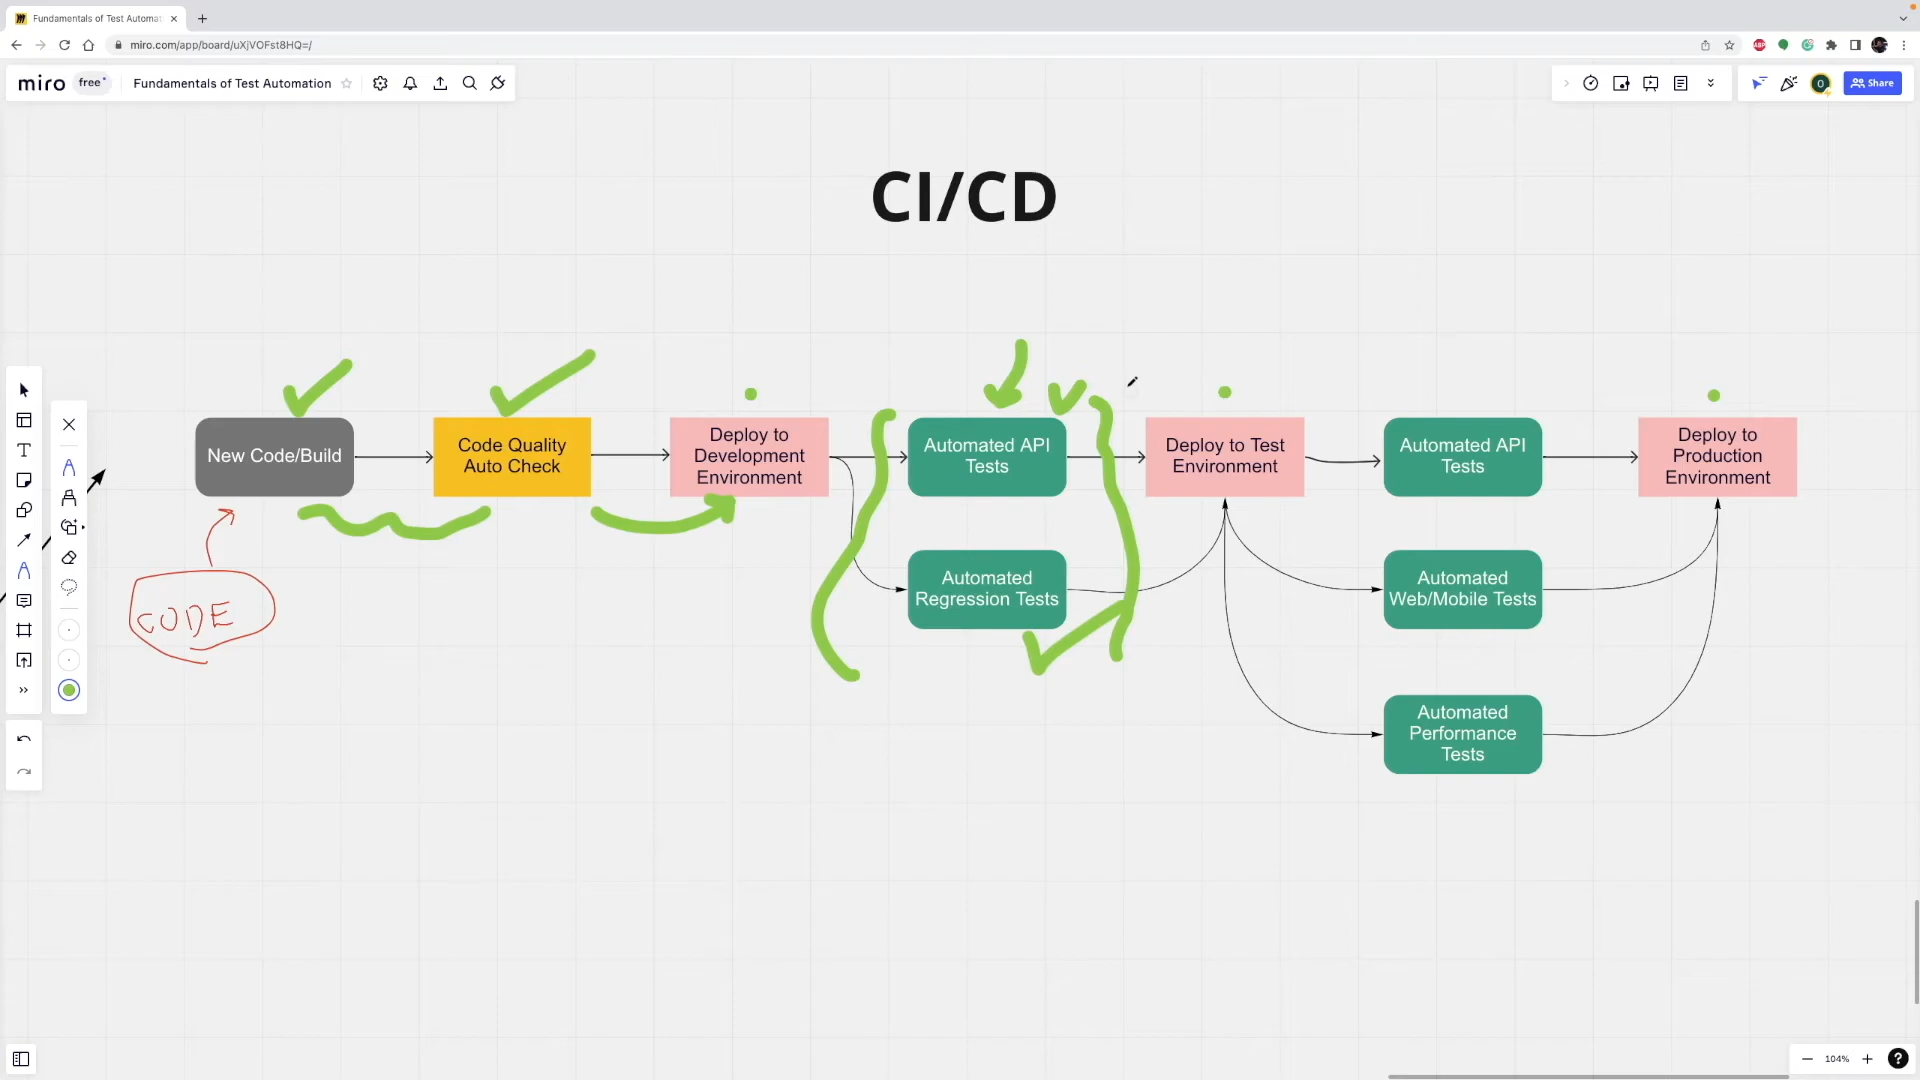 Fundamentals of Test Automat
miro.com/app/board/uXjVOFst8HQ=/
ABP
miro
free
Fundamentals of Test Automation
O
Share
CI/CD
New Code/Build
Code Quality
Auto Check
Deploy to
Development
Environment
Automated API
Tests
Deploy to Test
Environment
Automated API
Tests
Deploy to
Production
Environment
Automated
Regression Tests
Automated
Web/Mobile Tests
CODE
Automated
Performance
Tests
104%